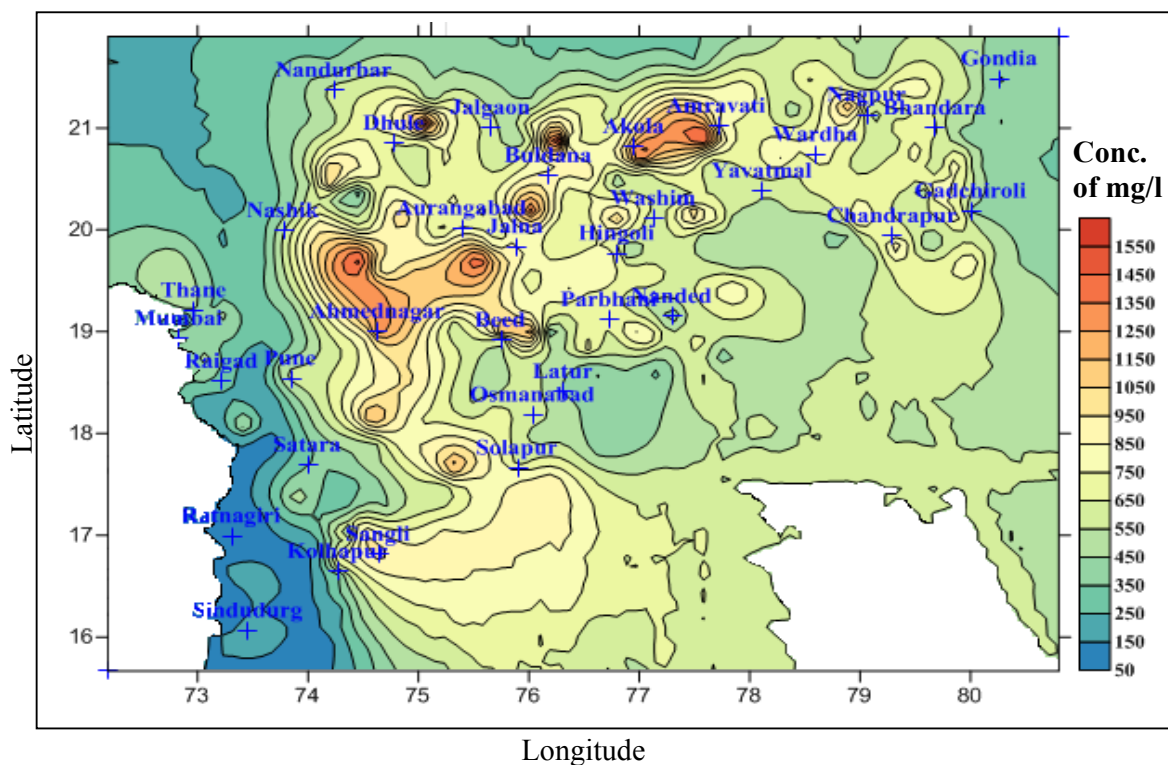 Gondia
Nandurbar
Nagpur
Jalgaon
Amravati
Bhandara
21
Dhule
Akola
Wardha
Conc.
of mg/l
Buldana
Yavatmal
Gadchiroli
Washim
Nashik
Aurangabad
Chandrapur
20
Jalna
Hingoli
1550
1450
Thane
Parbhani
Nanded
1350
Mumbai
Ahmednagar
Beed
19
1250
Raigad
Pune
Latur
1150
Osmanabad
1050
950
18
Satara
Solapur
850
750
Ratnagiri
650
17
Sangli
550
Kolhapur
450
350
Sindudurg
250
16
150
50
73 74 75 76 77 78 79 80
Latitude
Longitude